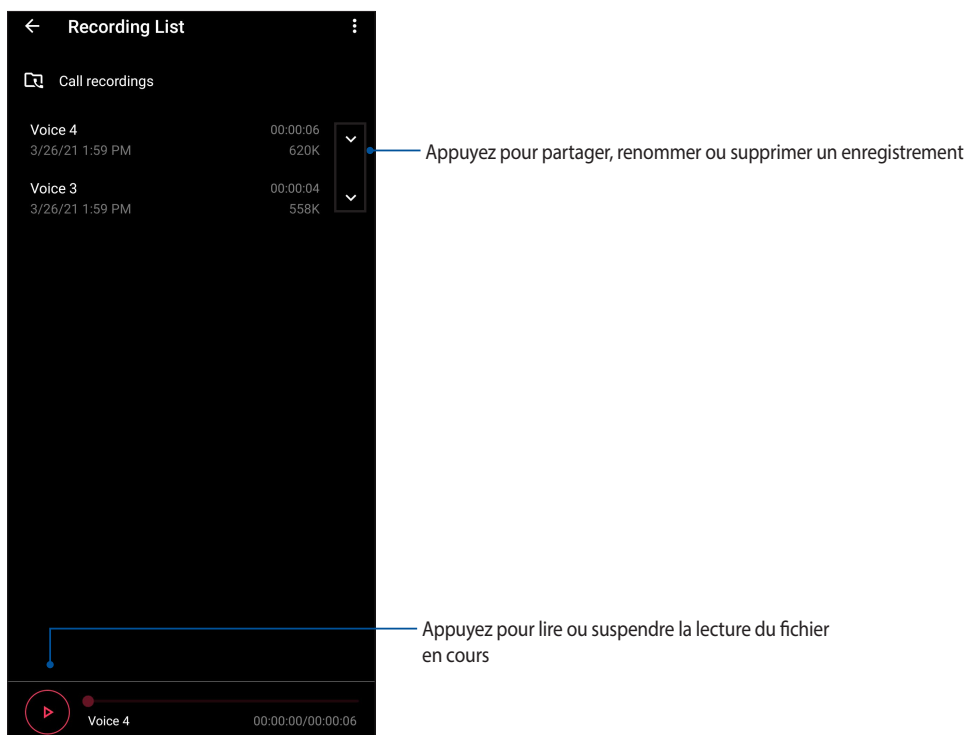 Recording List
Call recordings
Voice 4 00:00:06
3/26/21 1:59 PM 620K
Appuyez pour partager, renommer ou supprimer un enregistrement
Voice 3 00:00:04
3/26/21 1:59 PM 558K
Appuyez pour lire ou suspendre la lecture du fichier
en cours
Voice 4 00:00:00/00:00:06